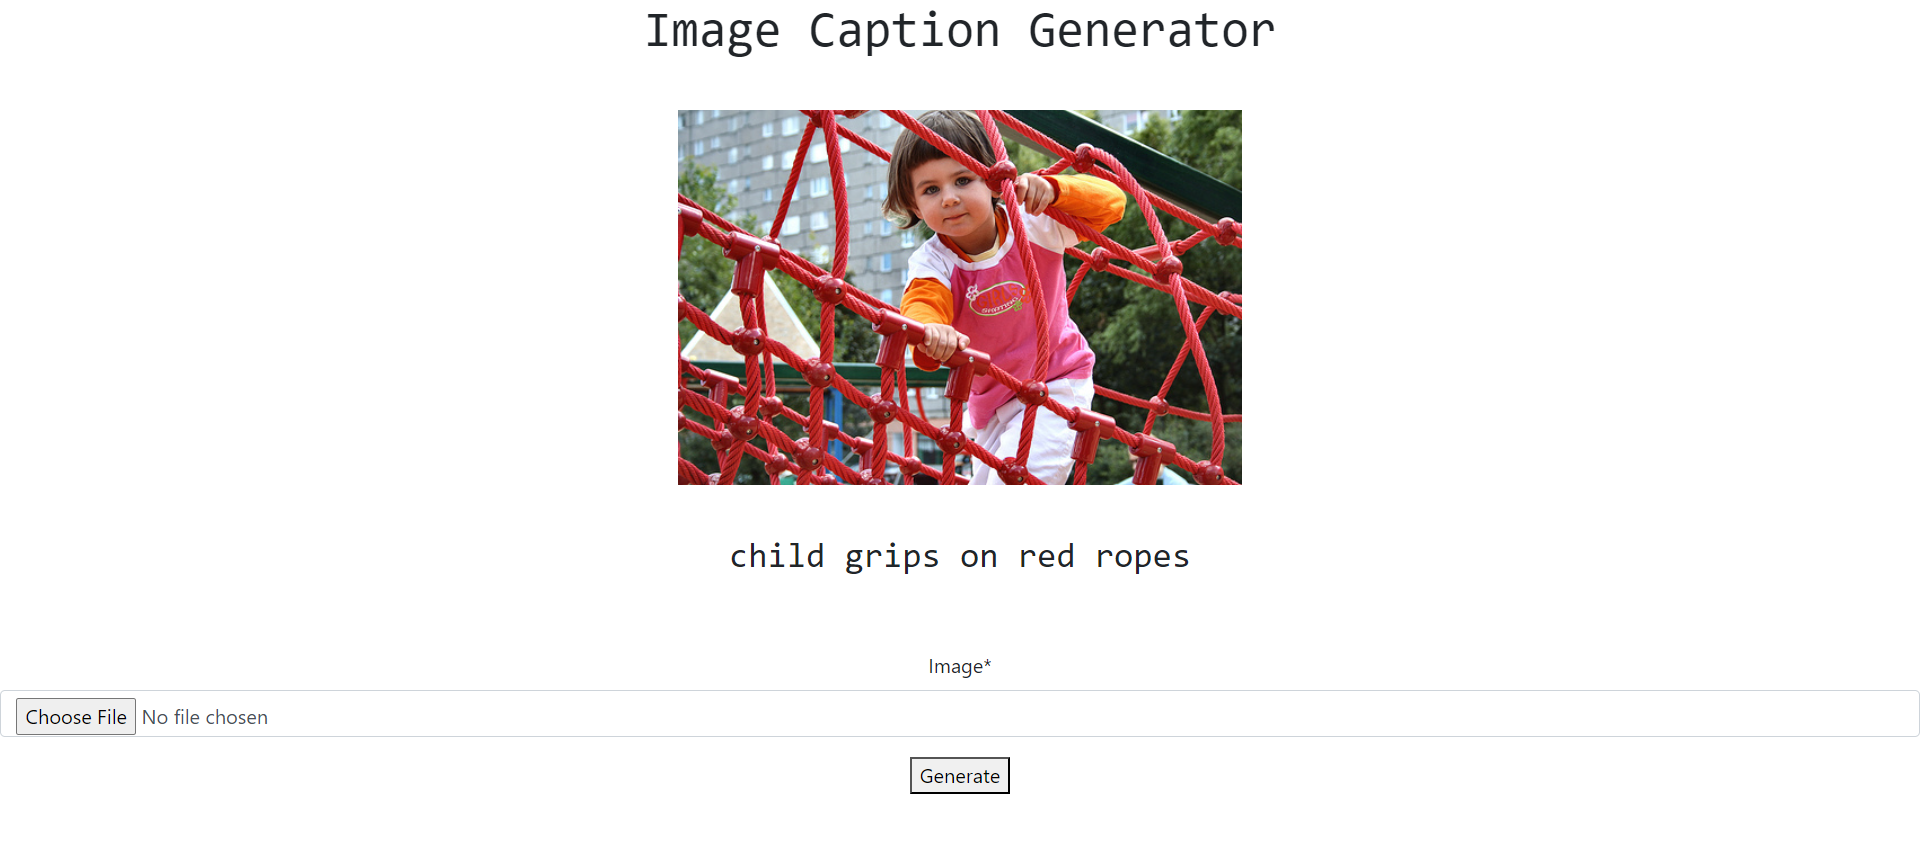 Image Caption Generator
child grips on red ropes
Image*
Choose File No file chosen
Generate